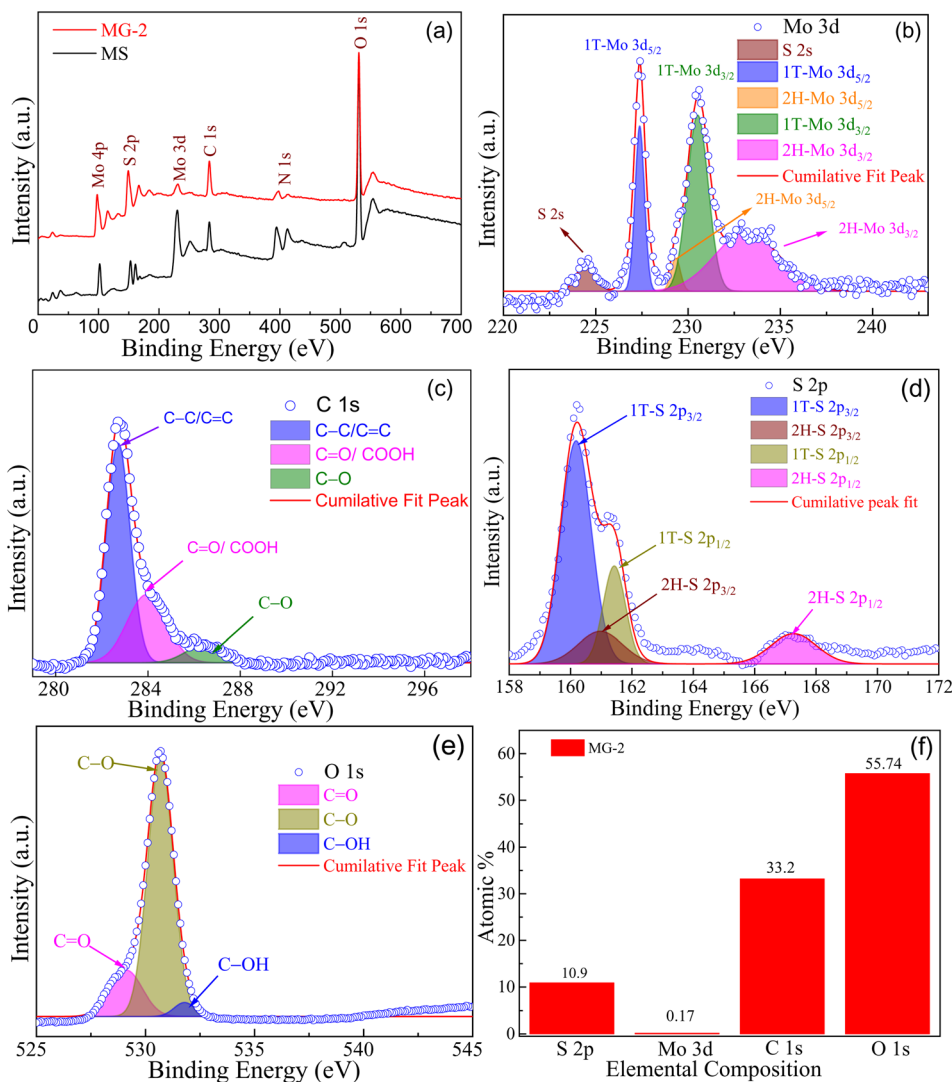 (a)
MG-2
MS
Mo 4p
S 2p
Mo 3d
C 1s
N 1s
O 1s
Intensity (a.u.)
0 100 200 300 400 500 600 700
Binding Energy (eV)
(b)
Mo 3d
S 2s
1T-Mo 3d5/2
2H-Mo 3d5/2
1T-Mo 3d3/2
2H-Mo 3d3/2
Cumilative Fit Peak
1T-Mo 3d5/2
1T-Mo 3d3/2
2H-Mo 3d5/2
2H-Mo 3d3/2
S 2s
Intensity (a.u.)
220 225 230 235 240
Binding Energy (eV)
(c)
C 1s
C−C/C=C
C=O/ COOH
C−O
Cumilative Fit Peak
C−C/C=C
C=O/ COOH
C−O
Intensity (a.u.)
280 284 288 292 296
Binding Energy (eV)
(d)
S 2p
1T-S 2p3/2
2H-S 2p3/2
1T-S 2p1/2
2H-S 2p1/2
Cumilative peak fit
1T-S 2p3/2
1T-S 2p1/2
2H-S 2p3/2
2H-S 2p1/2
Intensity (a.u.)
158 160 162 164 166 168 170 172
Binding Energy (eV)
(e)
O 1s
C=O
C−O
C−OH
Cumilative Fit Peak
C−O
C=O
C−OH
Intensity (a.u.)
525 530 535 540 545
Binding Energy (eV)
(f)
MG-2
55.74
33.2
10.9
0.17
Atomic %
60
50
40
30
20
10
0
S 2p Mo 3d C 1s O 1s
Elemental Composition